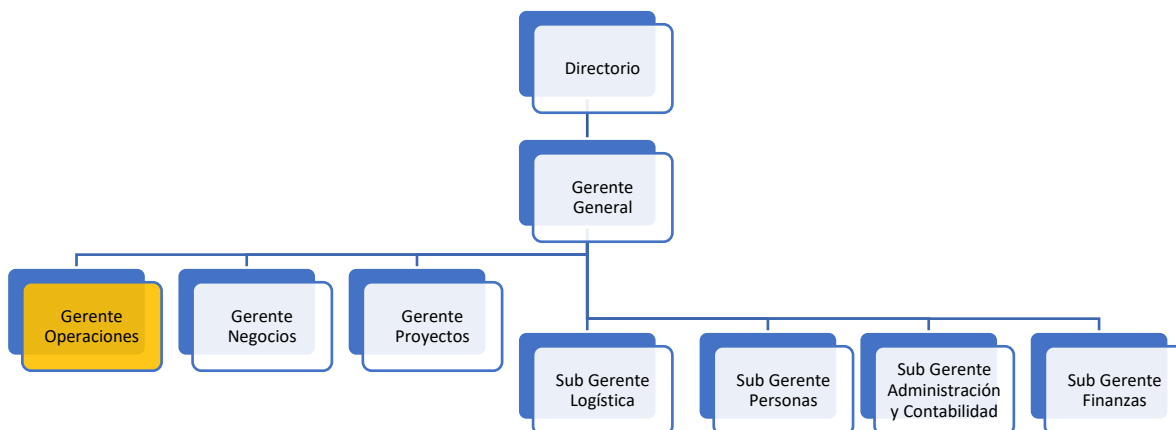 Directorio
Gerente
General
Gerente
Operaciones
Gerente
Negocios
Gerente
Proyectos
Sub Gerente
Logística
Sub Gerente
Personas
Sub Gerente
Administración
y Contabilidad
Sub Gerente
Finanzas